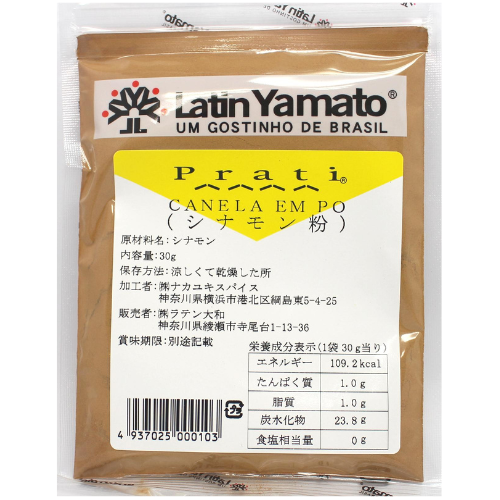 JL
Latin Yamato®
UM GOSTINHO DE BRASIL
Prati®
CANELA EM PO
(シナモン粉)
原材料名:シナモン
内容量:30g
保存方法:涼しくて乾燥した所
加工者:㈱ナカユキスパイス
神奈川県横浜市港北区綱島東5-4-25
販売者:㈱ラテン大和
神奈川県綾瀬市寺尾台1-13-36
賞味期限:別途記載
栄養成分表示(1袋30g当り)
エネルギー 109.2kcal
たんぱく質 1.0g
脂質 1.0g
炭水化物 23.8g
食塩相当量 0g
プラ
4 937025 000103